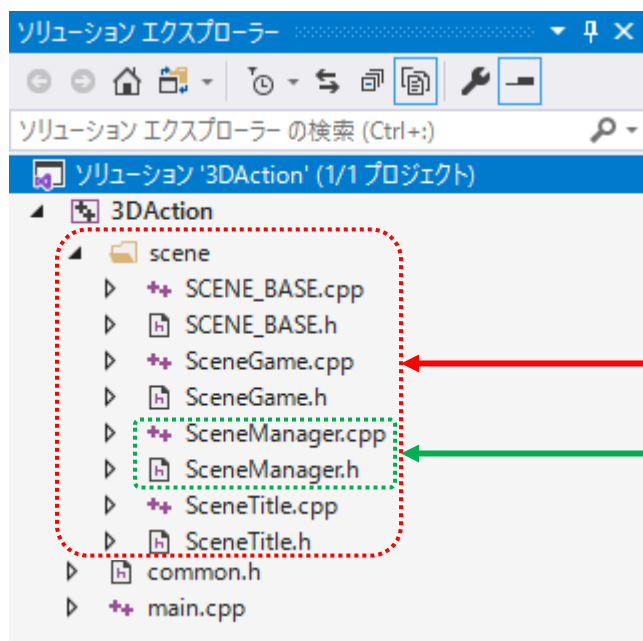 ソリューション エクスプローラー
ソリューション エクスプローラー の検索 (Ctrl+:)
ソリューション '3DAction' (1/1 プロジェクト)
3DAction
scene
SCENE_BASE.cpp
SCENE_BASE.h
SceneGame.cpp
SceneGame.h
SceneManager.cpp
SceneManager.h
SceneTitle.cpp
SceneTitle.h
common.h
main.cpp